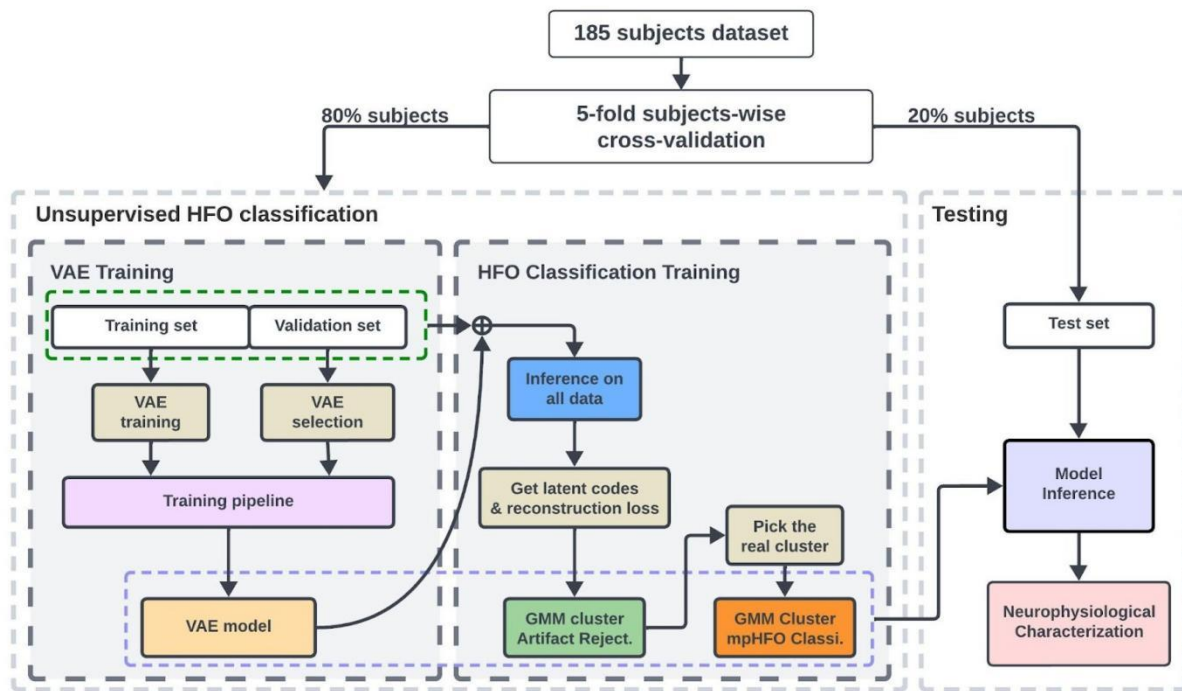 185 subjects dataset
5-fold subjects-wise
cross-validation
80% subjects
20% subjects
Unsupervised HFO classification
Testing
VAE Training
HFO Classification Training
Training set
Validation set
Test set
VAE
training
VAE
selection
Inference on
all data
Training pipeline
Get latent codes
& reconstruction loss
Pick the
real cluster
Model
Inference
VAE model
GMM cluster
Artifact Reject.
GMM Cluster
mpHFO Classi.
Neurophysiological
Characterization